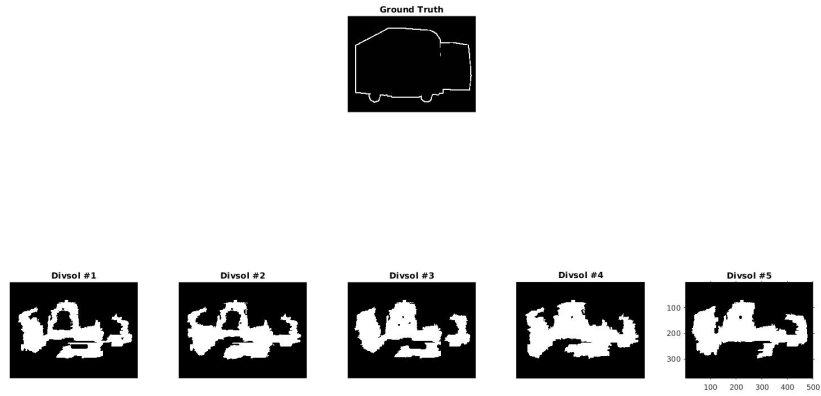 Ground Truth
Divsol #1
Divsol #2
Divsol #3
Divsol #4
Divsol #5
100
200
300
100 200 300 400 500